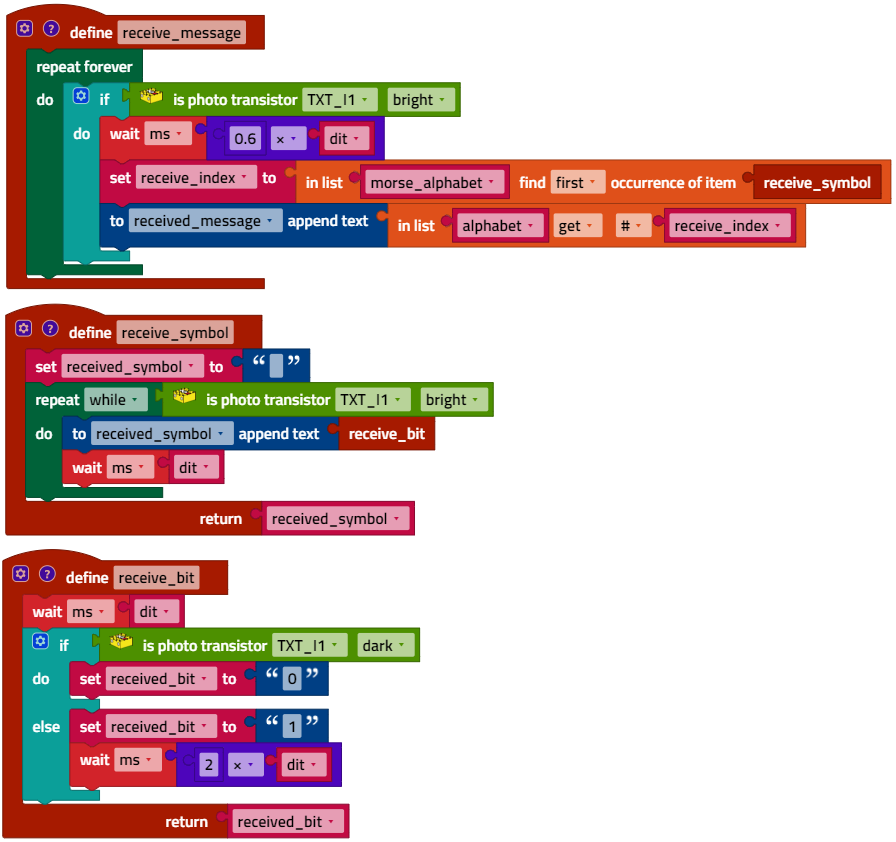 define receive_message
repeat forever
do if is photo transistor TXT_I1 bright
do wait ms 0.6 × dit
set receive_index to in list morse_alphabet find first occurrence of item receive_symbol
to received_message append text in list alphabet get # receive_index
? define receive_symbol
set received_symbol to “ ”
repeat while is photo transistor TXT_I1 bright
do to received_symbol append text receive_bit
wait ms dit
return received_symbol
? define receive_bit
wait ms dit
if is photo transistor TXT_I1 dark
do set received_bit to “ 0 ”
else set received_bit to “ 1 ”
wait ms 2 × dit
return received_bit